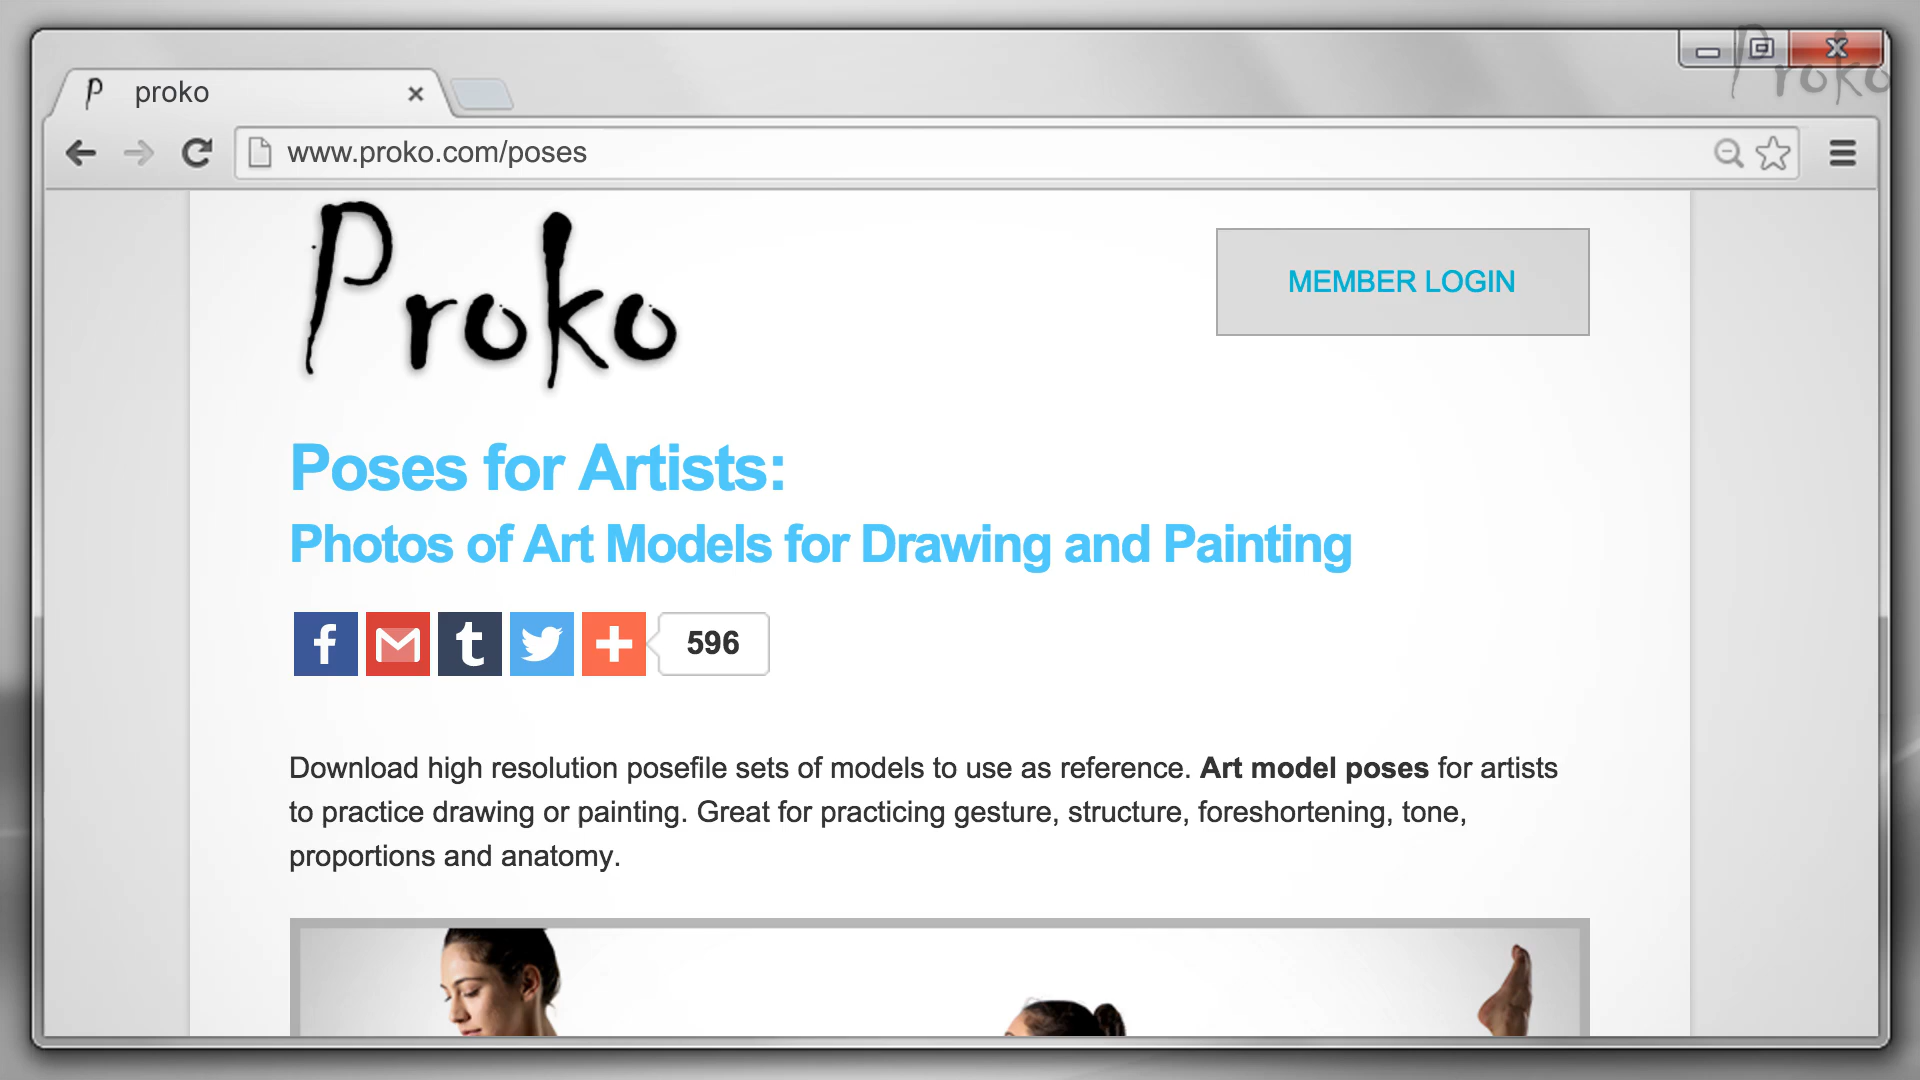 Proko
proko
www.proko.com/poses
Proko
MEMBER LOGIN
Poses for Artists:
Photos of Art Models for Drawing and Painting
596
Download high resolution posefile sets of models to use as reference. Art model poses for artists
to practice drawing or painting. Great for practicing gesture, structure, foreshortening, tone,
proportions and anatomy.